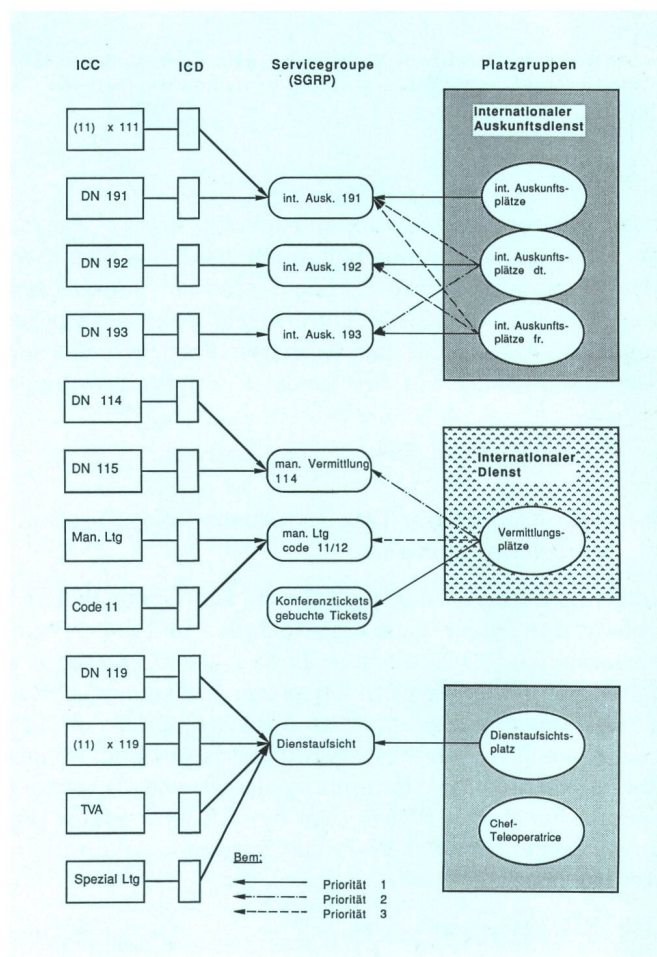 ICC ICD Servicegroupe Platzgruppen
(SGRP)
Internationaler
Auskunftsdienst
(11) x 111
DN 191
int. Ausk. 191
int. Auskunfts-
plätze
DN 192
int. Ausk. 192
int. Auskunfts-
plätze dt.
DN 193
int. Ausk. 193
int. Auskunfts-
plätze fr.
DN 114
DN 115
man. Vermittlung
114
Internationaler
Dienst
Man. Ltg
man. Ltg
code 11/12
Vermittlungs-
plätze
Code 11
Konferenztickets
gebuchte Tickets
DN 119
(11) x 119
Dienstaufsicht
Dienstaufsichts-
platz
TVA
Chef-
Teleoperatrice
Spezial Ltg
Bem:
Priorität 1
Priorität 2
Priorität 3